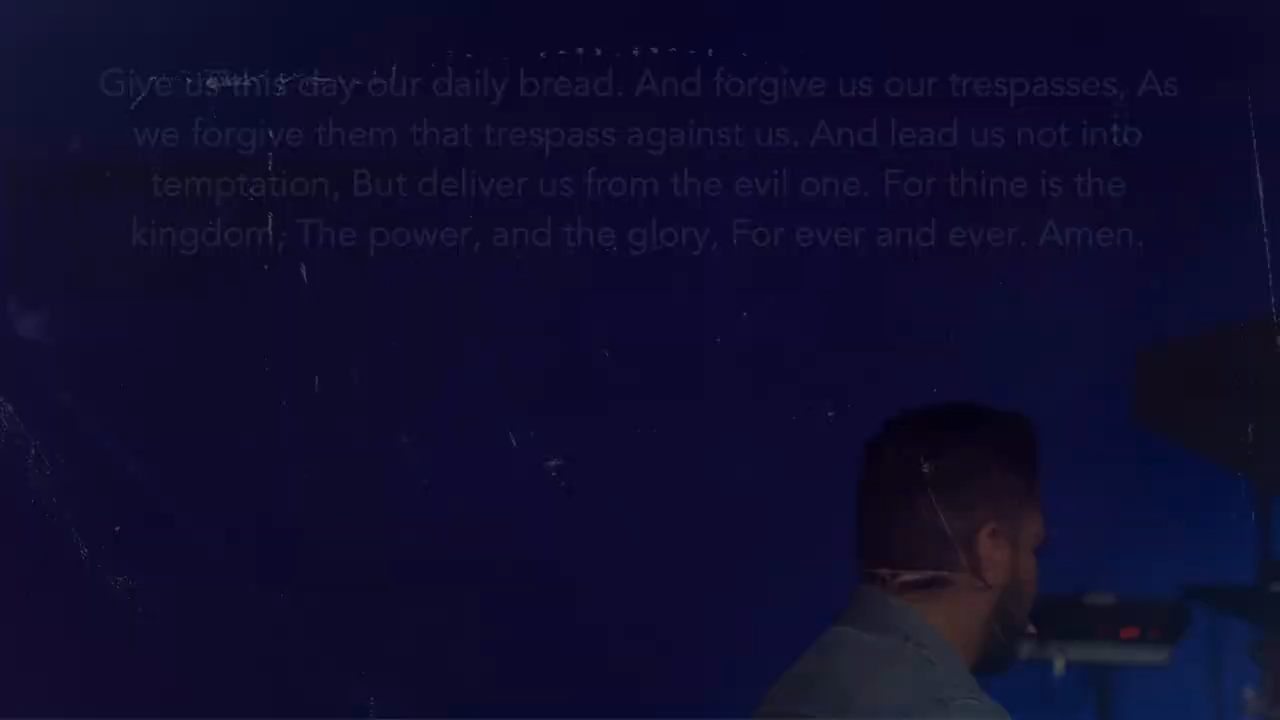 Give us this day our daily bread. And forgive us our trespasses, As
we forgive them that trespass against us. And lead us not into
temptation, But deliver us from the evil one. For thine is the
kingdom, The power, and the glory, For ever and ever. Amen.